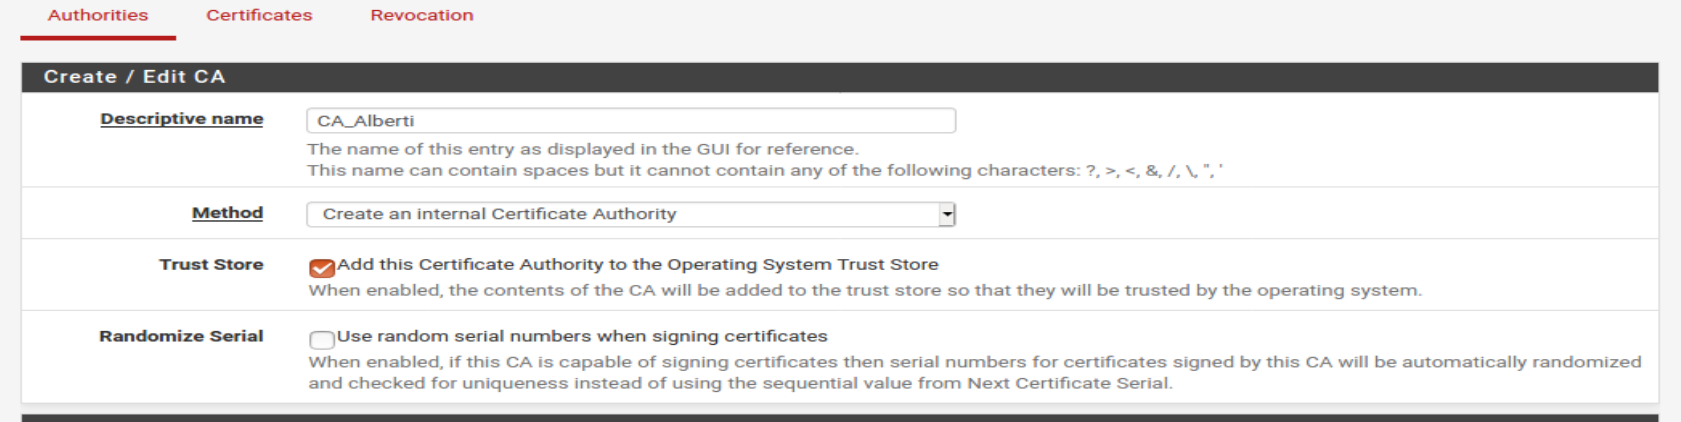 Authorities Certificates Revocation
Create / Edit CA
Descriptive name CA_Alberti
The name of this entry as displayed in the GUI for reference.
This name can contain spaces but it cannot contain any of the following characters: ?, >, <, &, /, \, ", '
Method Create an internal Certificate Authority
Trust Store Add this Certificate Authority to the Operating System Trust Store
When enabled, the contents of the CA will be added to the trust store so that they will be trusted by the operating system.
Randomize Serial Use random serial numbers when signing certificates
When enabled, if this CA is capable of signing certificates then serial numbers for certificates signed by this CA will be automatically randomized
and checked for uniqueness instead of using the sequential value from Next Certificate Serial.